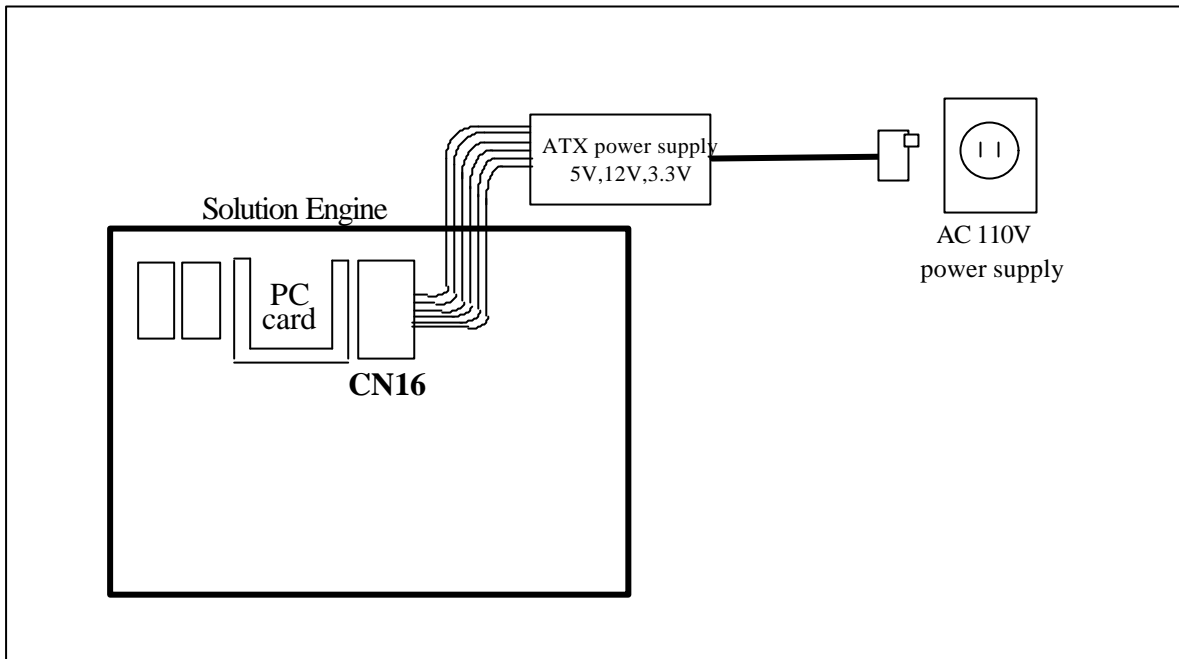 ATX power supply
5V,12V,3.3V
Solution Engine
AC 110V
power supply
PC
card
CN16